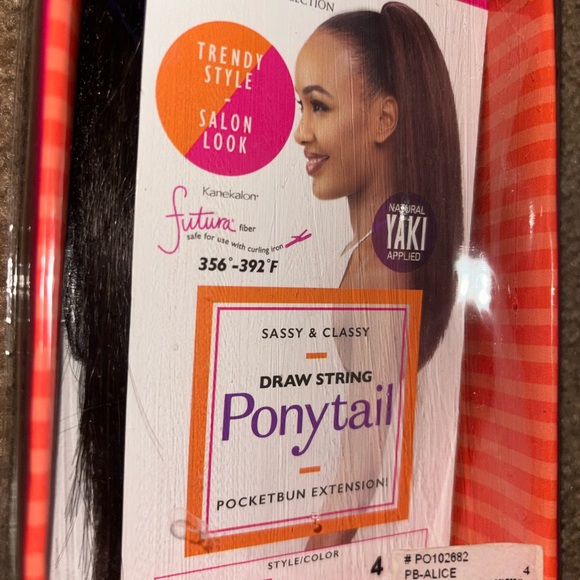 TRENDY
STYLE
-
SALON
LOOK
Kanekalon®
futura® fiber
safe for use with curling iron
356°-392°F
NATURAL
YAKI
APPLIED
SASSY & CLASSY
DRAW STRING
Ponytail
POCKETBUN EXTENSION
STYLE/COLOR
4
# PO102682
PB-ALICE 4